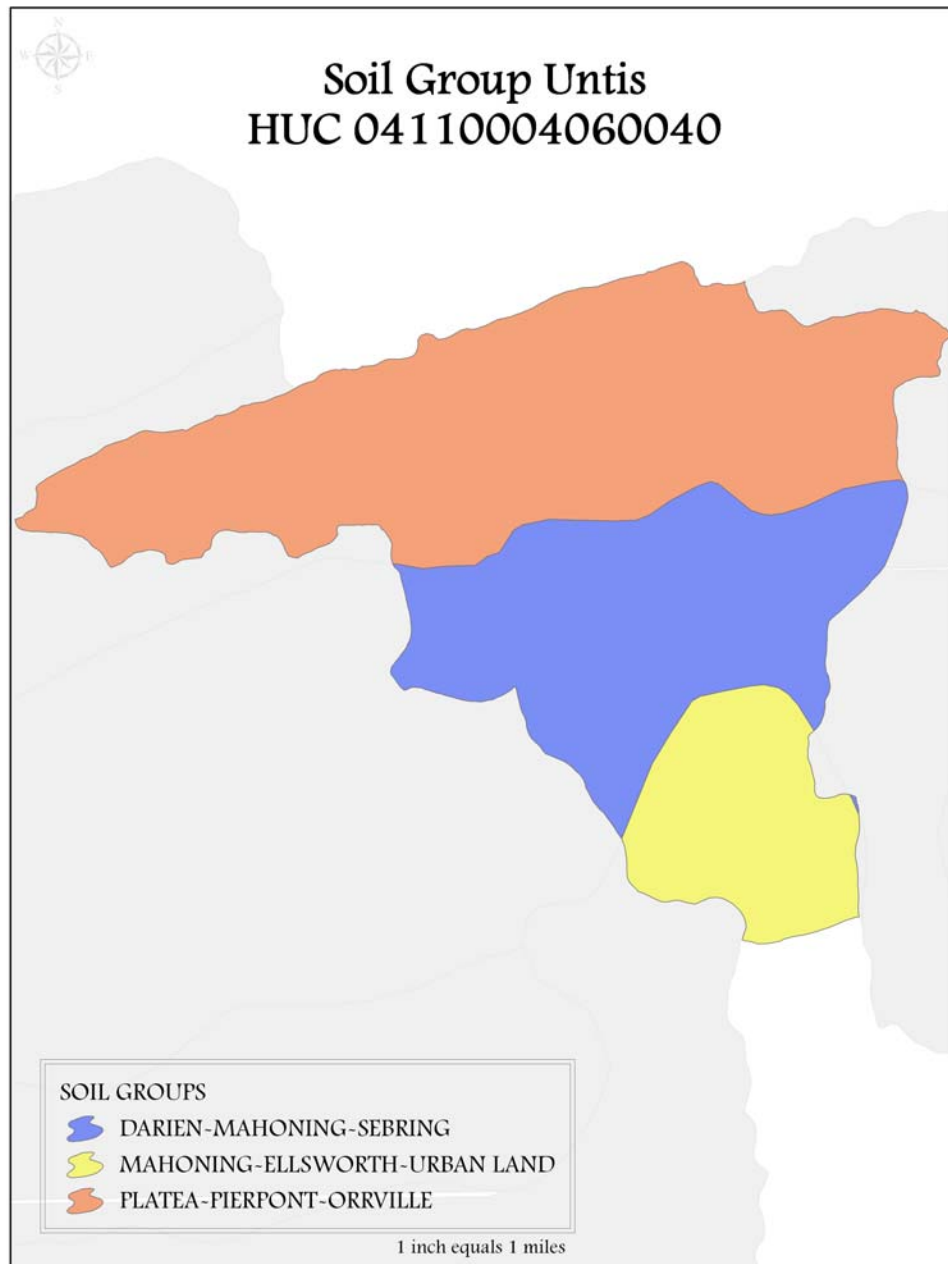 N
W E
S
Soil Group Untis
HUC 04110004060040
SOIL GROUPS
DARIEN-MAHONING-SEBRING
MAHONING-ELLSWORTH-URBAN LAND
PLATEA-PIERPONT-ORRVILLE
1 inch equals 1 miles